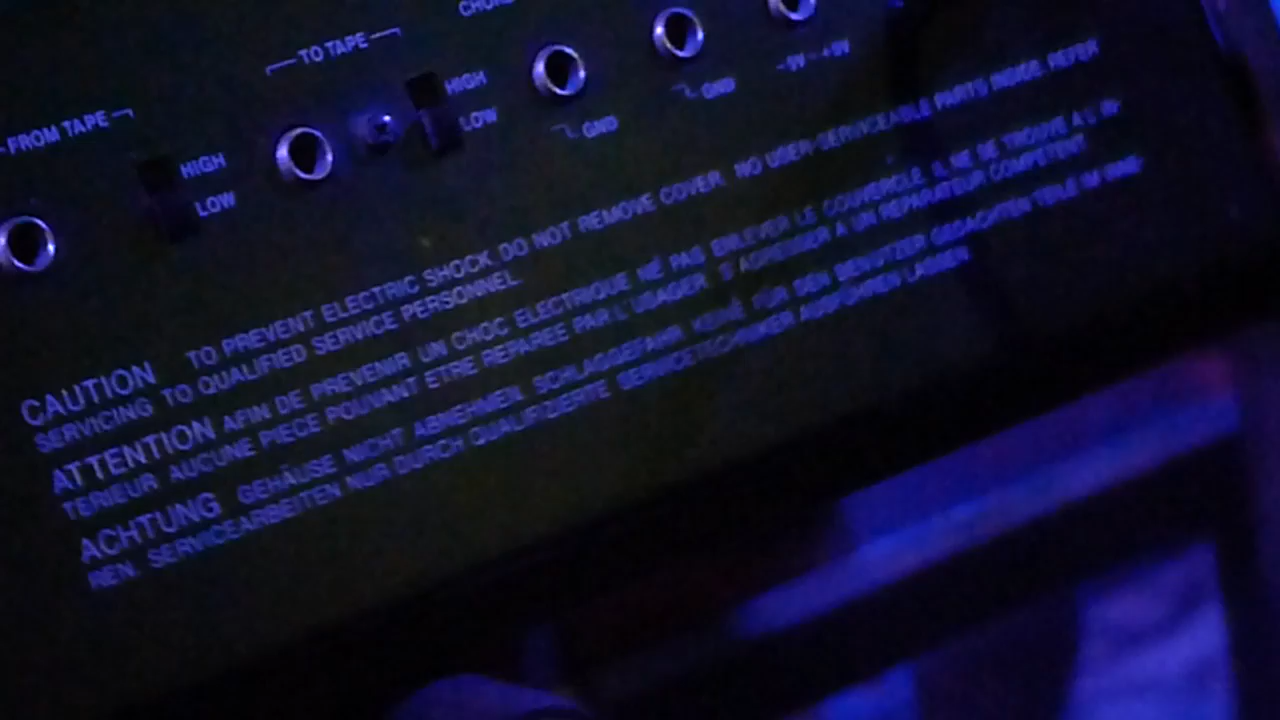 TO TAPE
FROM TAPE
HIGH
LOW
HIGH
LOW
GND
GND
-9V +9V
CAUTION TO PREVENT ELECTRIC SHOCK DO NOT REMOVE COVER. NO USER-SERVICEABLE PARTS INSIDE. REFER
SERVICING TO QUALIFIED SERVICE PERSONNEL.
ATTENTION AFIN DE PREVENIR UN CHOC ELECTRIQUE NE PAS ENLEVER LE COUVERCLE. IL NE SE TROUVE A L'IN-
TERIEUR AUCUNE PIECE POUVANT ETRE REPAREE PAR L'USAGER. S'ADRESSER A UN REPARATEUR COMPETENT.
ACHTUNG GEHÄUSE NICHT ABNEHMEN. SCHLAGGEFAHR. KEINE FÜR DEN BENUTZER GEDACHTEN TEILE IM INNE-
REN. SERVICEARBEITEN NUR DURCH QUALIFIZIERTE SERVICETECHNIKER AUSFÜHREN LASSEN.